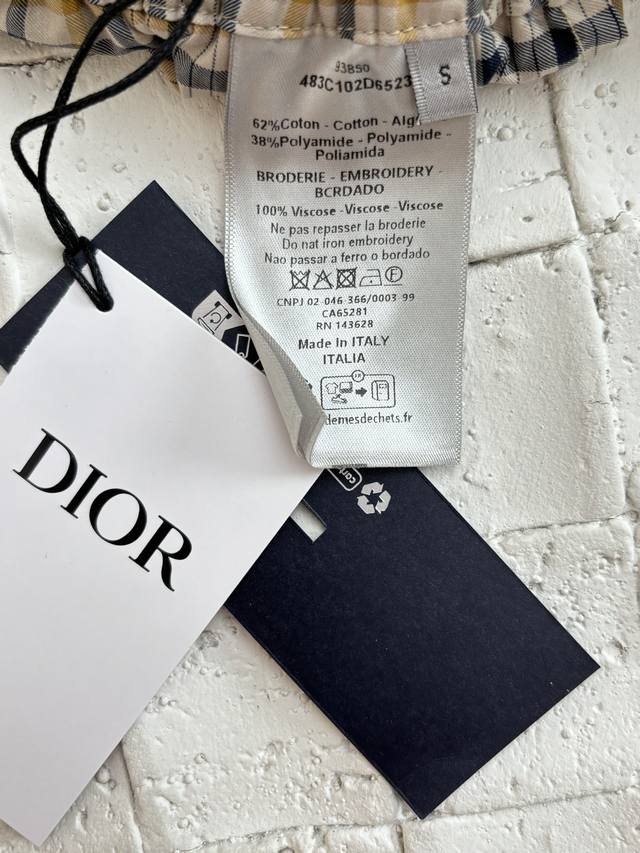 93850
483C102D6523
S
62%Coton - Cotton - Alg
38%Polyamide - Polyamide -
Poliamida
BRODERIE - EMBROIDERY -
BCRDADO
100% Viscose -Viscose -Viscose
Ne pas repasser la broderie
Do nat iron embroidery
Nao passar a ferro o bordado
CNPJ 02-046-366/0003-99
CA65281
RN 143628
Made In ITALY
ITALIA
FR
demesdechets.fr
DIOR